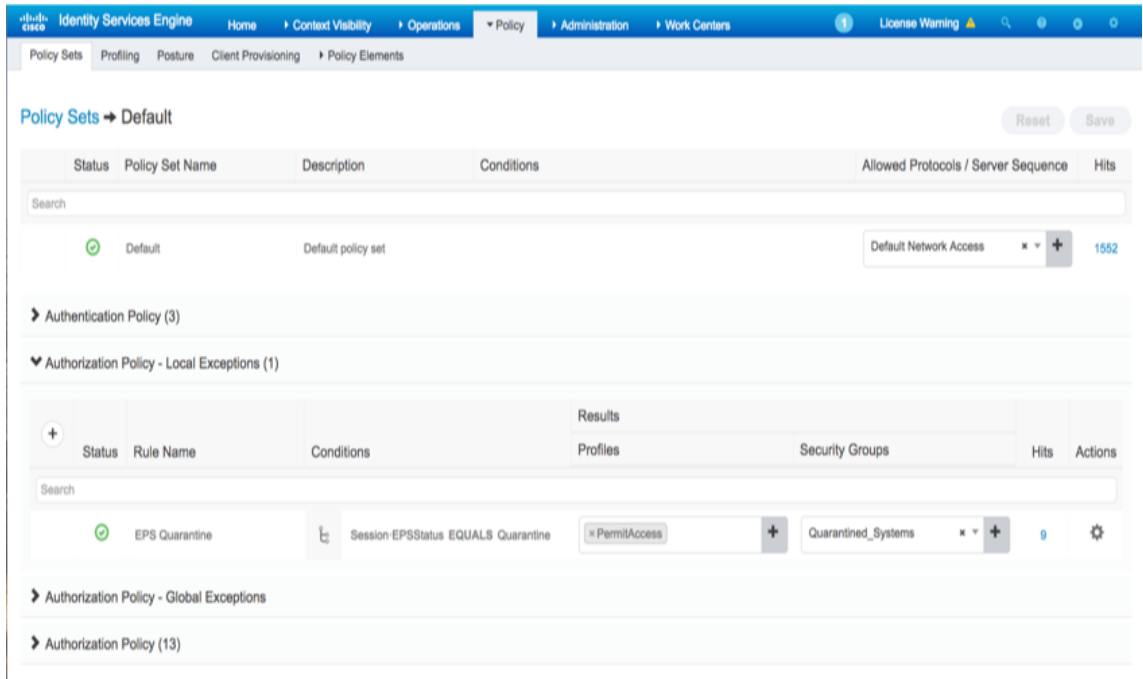 cisco Identity Services Engine Home Context Visibility Operations Policy Administration Work Centers 1 License Warning
Policy Sets Profiling Posture Client Provisioning Policy Elements
Policy Sets → Default Reset Save
Status Policy Set Name Description Conditions Allowed Protocols / Server Sequence Hits
Search
Default Default policy set Default Network Access × + 1552
Authentication Policy (3)
Authorization Policy - Local Exceptions (1)
Results
+ Status Rule Name Conditions Profiles Security Groups Hits Actions
Search
EPS Quarantine Session·EPSStatus EQUALS Quarantine ×PermitAccess + Quarantined_Systems × + 9
Authorization Policy - Global Exceptions
Authorization Policy (13)